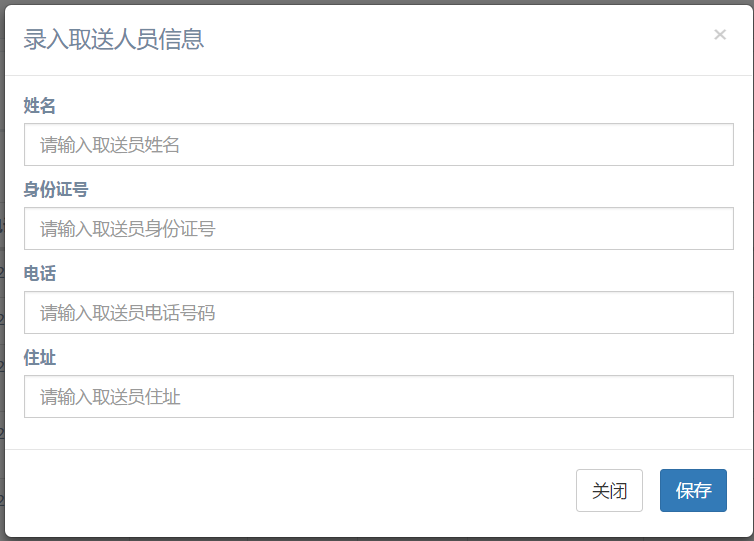 录入取送人员信息
×
姓名
请输入取送员姓名
身份证号
请输入取送员身份证号
电话
请输入取送员电话号码
住址
请输入取送员住址
关闭 保存